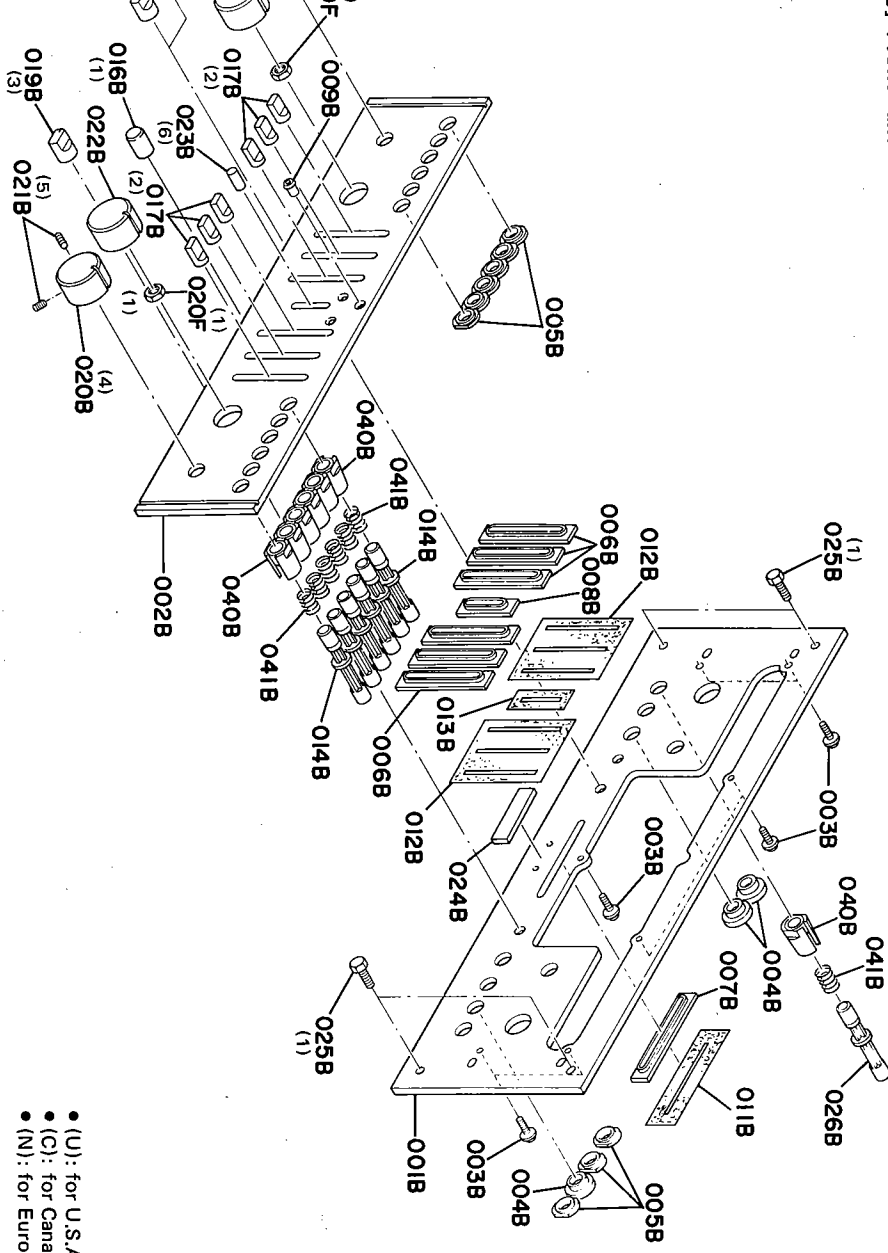 9F
009B
017B
(2)
023B
(6)
016B
(1)
019B
(3)
022B
017B
(2)
021B
(5)
020F
(1)
(1)
020B
(4)
005B
002B
040B
040B
041B
041B
014B
014B
006B
008B
006B
012B
013B
012B
024B
025B
(1)
003B
003B
003B
004B
040B
041B
026B
007B
011B
025B
(1)
001B
003B
004B
005B
● (U): for U.S.A
● (C): for Cana
● (N): for Euro